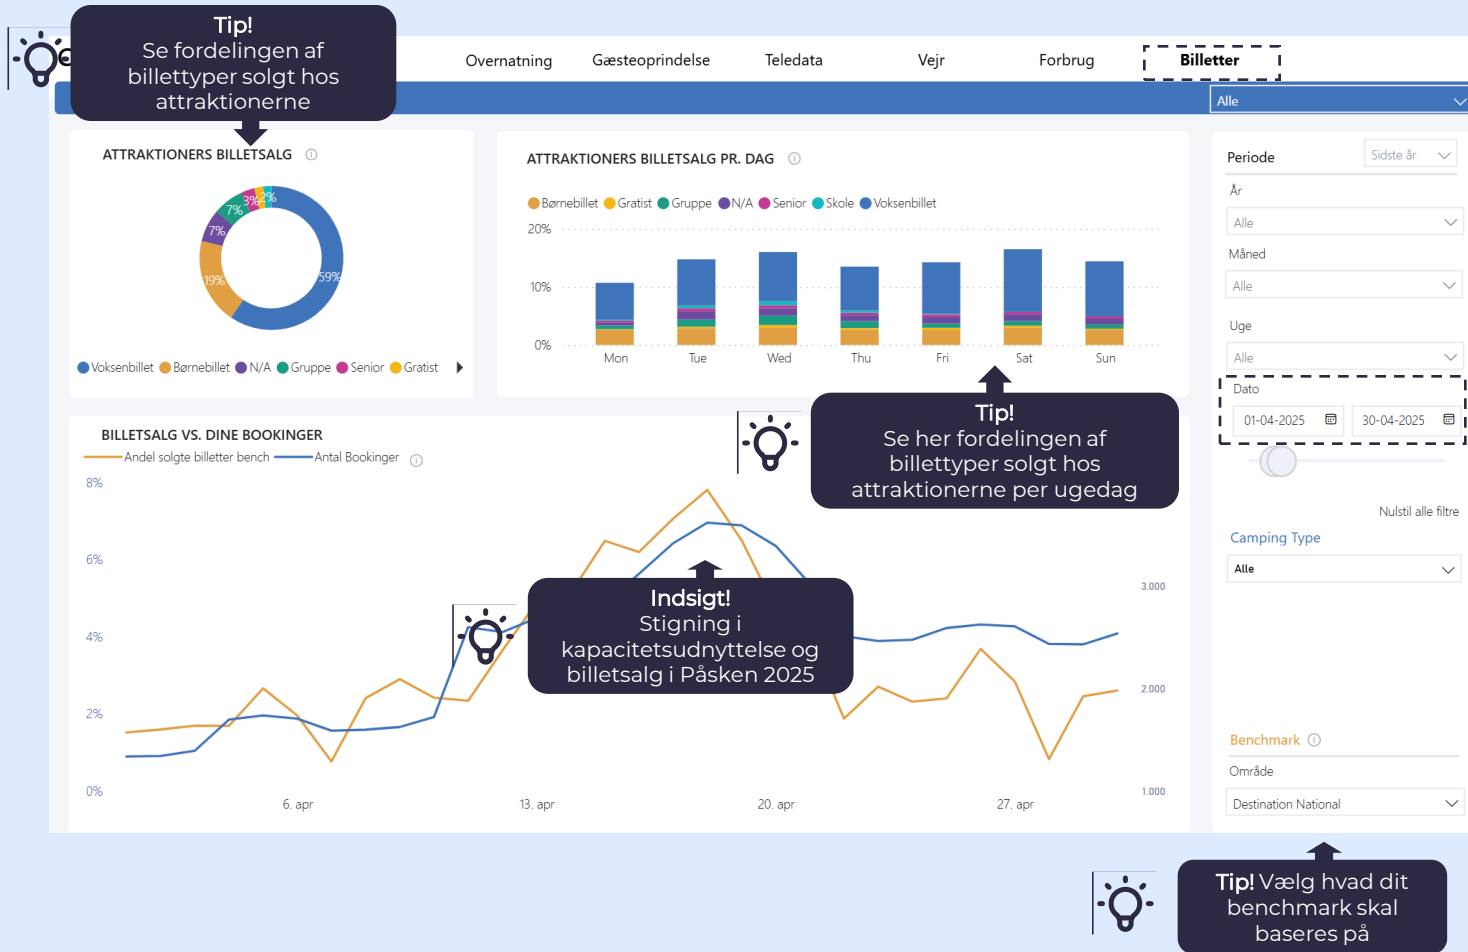 Tip!
Se fordelingen af
billettyper solgt hos
attraktionerne
Overnatning
Gæsteoprindelse
Teledata
Vejr
Forbrug
Billetter
Alle
ATTRAKTIONERS BILLETSALG
59%
19%
7%
7%
3%
2%
Voksenbillet Børnebillet N/A Gruppe Senior Gratist
ATTRAKTIONERS BILLETSALG PR. DAG
Børnebillet Gratist Gruppe N/A Senior Skole Voksenbillet
20%
10%
0%
Mon Tue Wed Thu Fri Sat Sun
Tip!
Se her fordelingen af
billettyper solgt hos
attraktionerne per ugedag
BILLETSALG VS. DINE BOOKINGER
Andel solgte billetter bench Antal Bookinger
8%
6%
4%
2%
0%
3.000
2.000
1.000
6. apr 13. apr 20. apr 27. apr
Indsigt!
Stigning i
kapacitetsudnyttelse og
billetsalg i Påsken 2025
Periode
Sidste år
År
Alle
Måned
Alle
Uge
Alle
Dato
01-04-2025 30-04-2025
Nulstil alle filtre
Camping Type
Alle
Benchmark
Område
Destination National
Tip! Vælg hvad dit
benchmark skal
baseres på